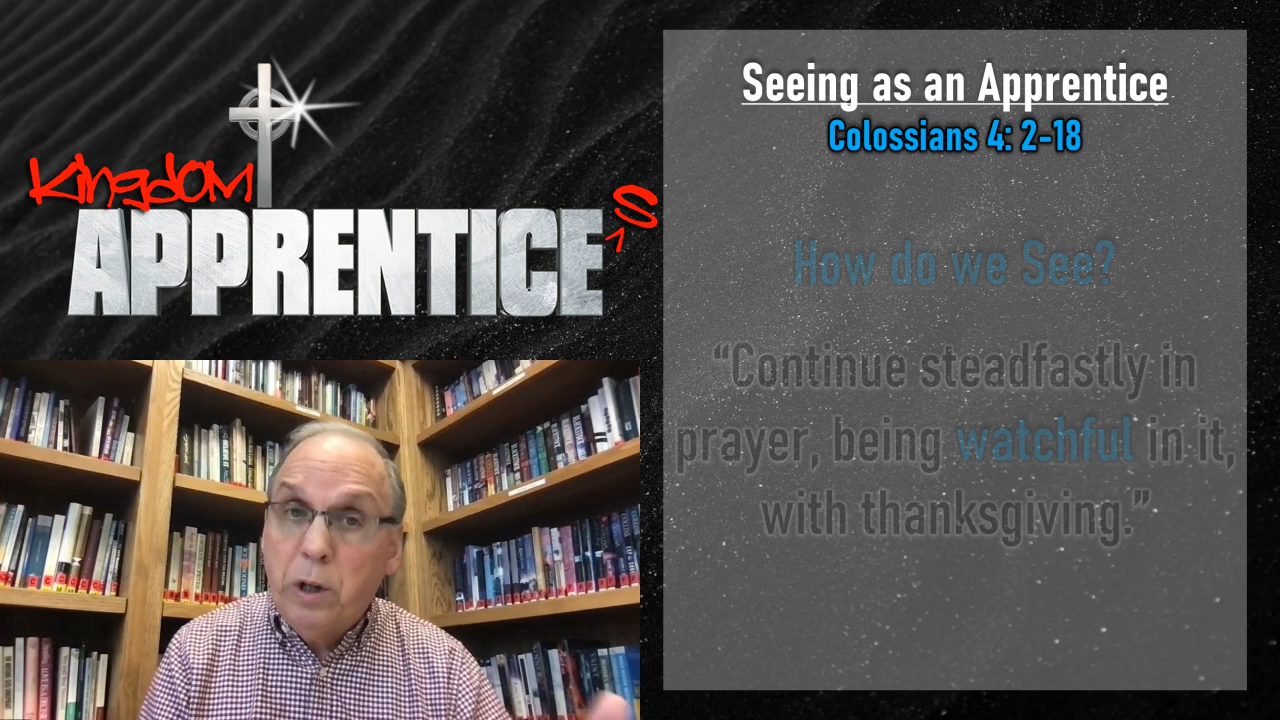 Kingdom
APPRENTICE
^
S
Seeing as an Apprentice
Colossians 4: 2-18
How do we See?
“Continue steadfastly in
prayer, being watchful in it,
with thanksgiving.”